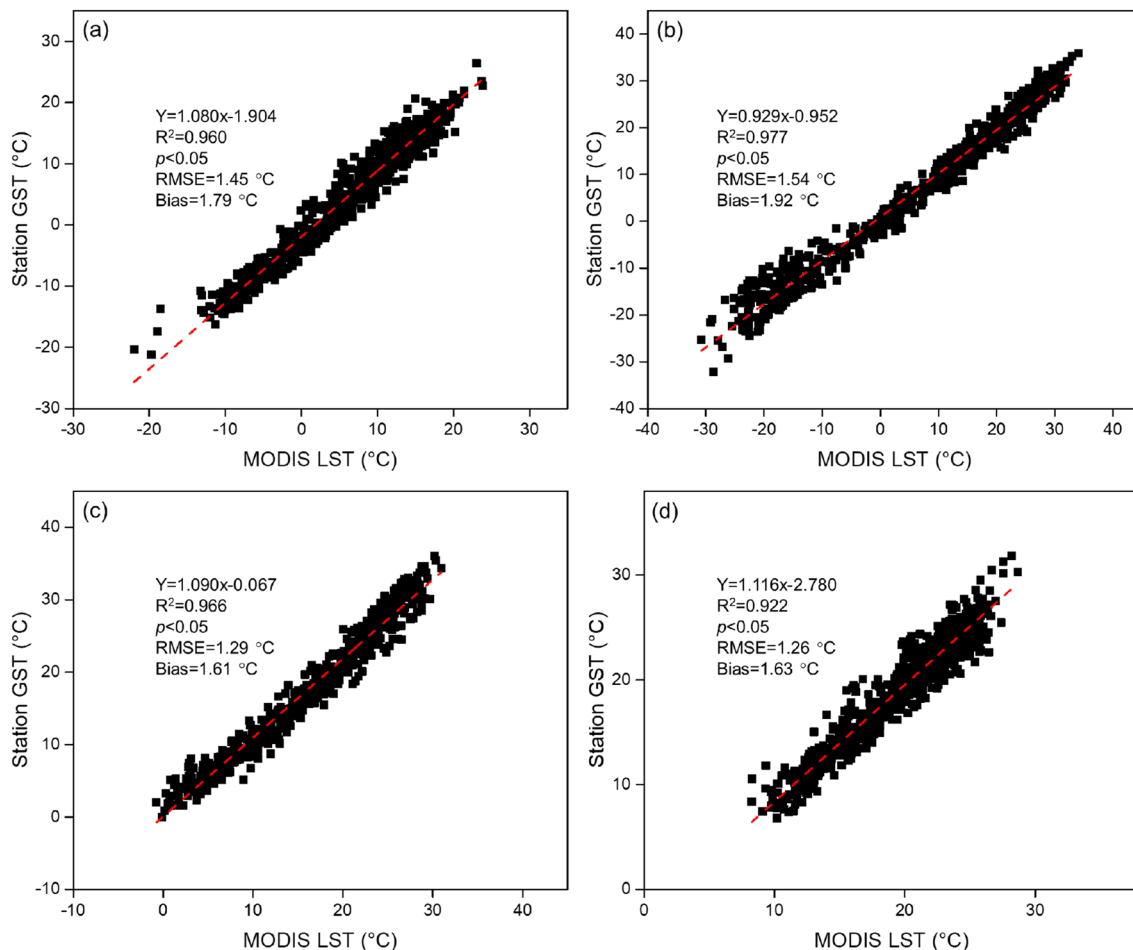 (a)
Y=1.080x-1.904
R²=0.960
p<0.05
RMSE=1.45 °C
Bias=1.79 °C
30
20
10
0
-10
-20
-30
Station GST (°C)
-30 -20 -10 0 10 20 30
MODIS LST (°C)
(b)
Y=0.929x-0.952
R²=0.977
p<0.05
RMSE=1.54 °C
Bias=1.92 °C
40
30
20
10
0
-10
-20
-30
-40
Station GST (°C)
-40 -30 -20 -10 0 10 20 30 40
MODIS LST (°C)
(c)
Y=1.090x-0.067
R²=0.966
p<0.05
RMSE=1.29 °C
Bias=1.61 °C
40
30
20
10
0
-10
Station GST (°C)
-10 0 10 20 30 40
MODIS LST (°C)
(d)
Y=1.116x-2.780
R²=0.922
p<0.05
RMSE=1.26 °C
Bias=1.63 °C
30
20
10
0
Station GST (°C)
0 10 20 30
MODIS LST (°C)